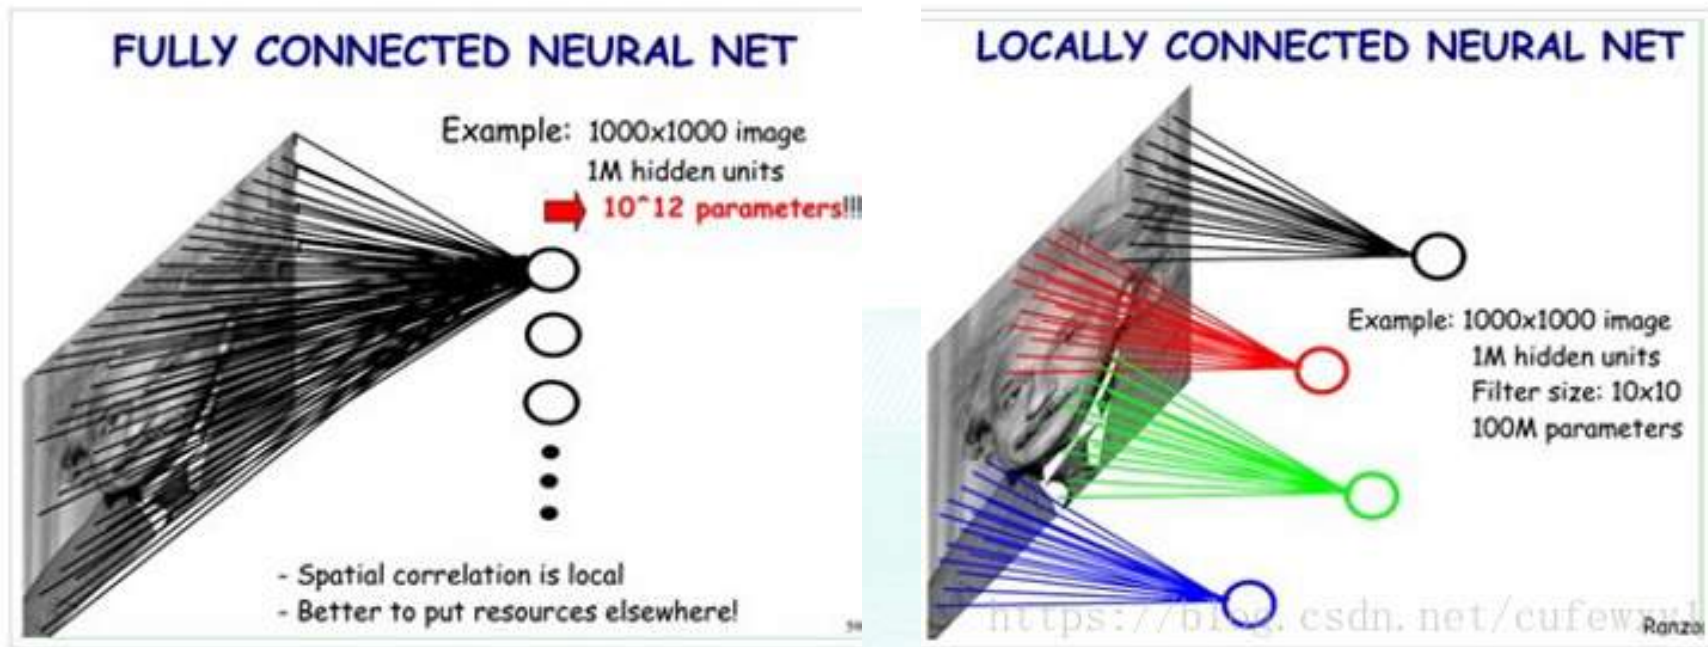 FULLY CONNECTED NEURAL NET
Example: 1000x1000 image
1M hidden units
10^12 parameters!!!
- Spatial correlation is local
- Better to put resources elsewhere!
LOCALLY CONNECTED NEURAL NET
Example: 1000x1000 image
1M hidden units
Filter size: 10x10
100M parameters